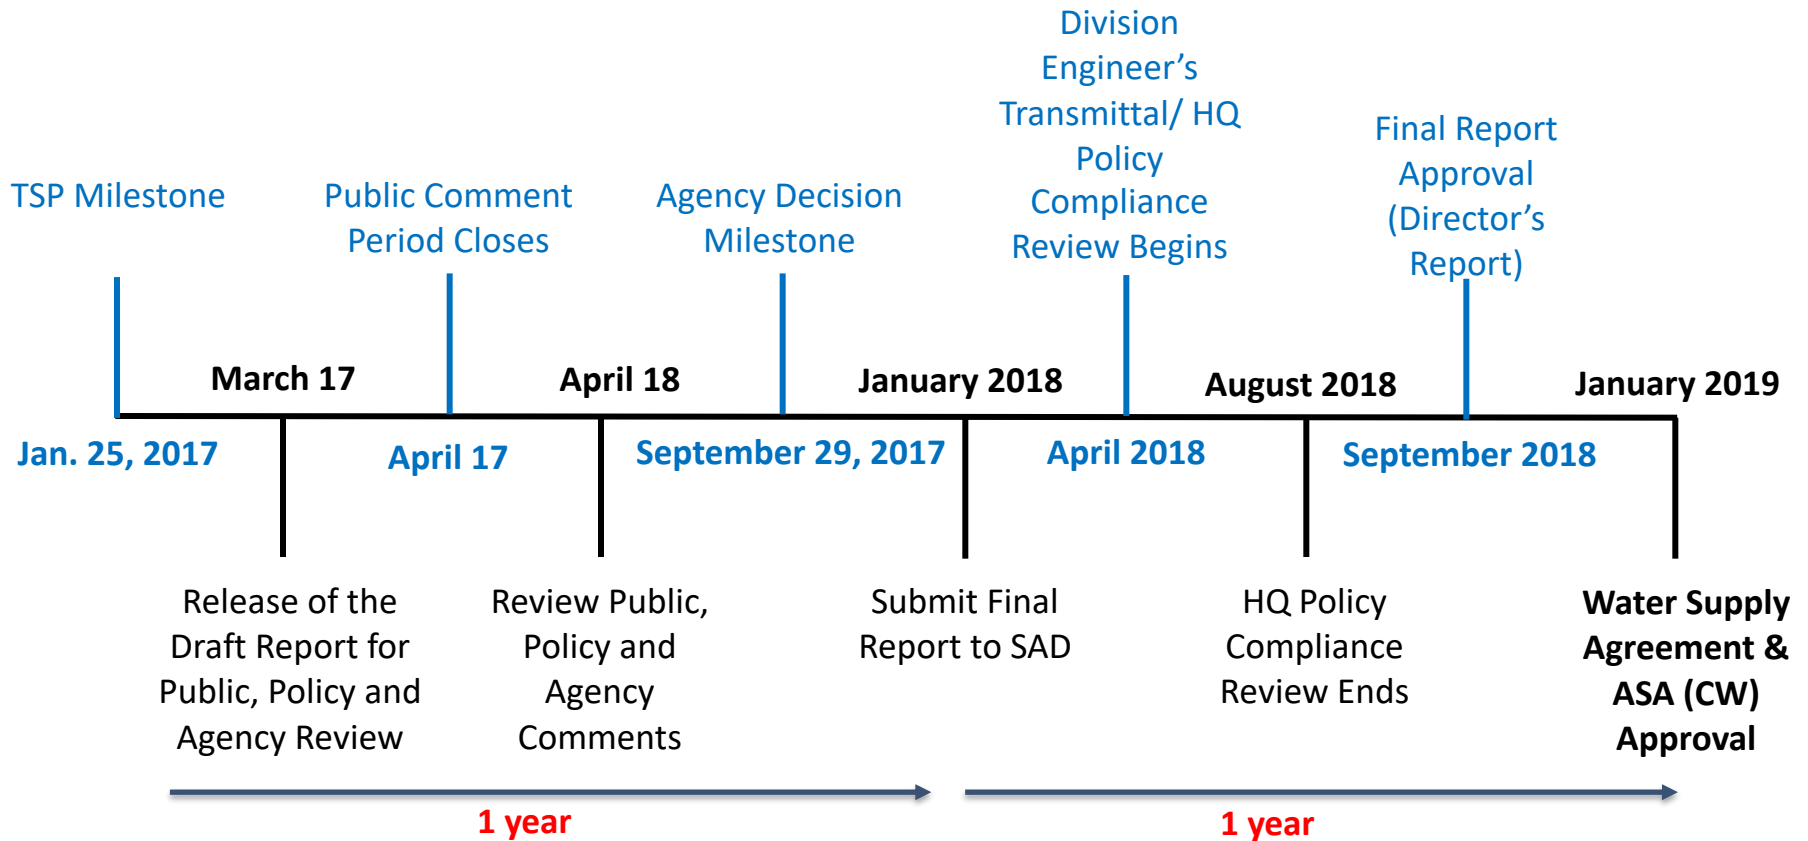 TSP Milestone
Public Comment
Period Closes
Agency Decision
Milestone
Division
Engineer’s
Transmittal/ HQ
Policy
Compliance
Review Begins
Final Report
Approval
(Director’s
Report)
March 17
April 18
January 2018
August 2018
January 2019
Jan. 25, 2017
April 17
September 29, 2017
April 2018
September 2018
Release of the
Draft Report for
Public, Policy and
Agency Review
Review Public,
Policy and
Agency
Comments
Submit Final
Report to SAD
HQ Policy
Compliance
Review Ends
Water Supply
Agreement &
ASA (CW)
Approval
1 year
1 year